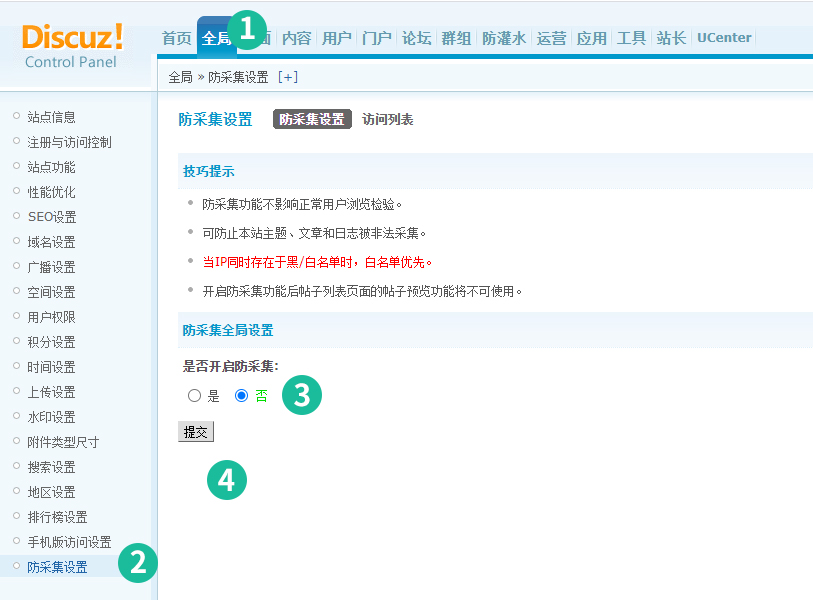 Discuz!
Control Panel
首页 全局 1 面 内容 用户 门户 论坛 群组 防灌水 运营 应用 工具 站长 UCenter
全局 » 防采集设置 [+]
站点信息
注册与访问控制
站点功能
性能优化
SEO设置
域名设置
广播设置
空间设置
用户权限
积分设置
时间设置
上传设置
水印设置
附件类型尺寸
搜索设置
地区设置
排行榜设置
手机版访问设置
防采集设置 2
防采集设置 防采集设置 访问列表
技巧提示
防采集功能不影响正常用户浏览检验。
可防止本站主题、文章和日志被非法采集。
当IP同时存在于黑/白名单时，白名单优先。
开启防采集功能后帖子列表页面的帖子预览功能将不可使用。
防采集全局设置
是否开启防采集:
是 否 3
提交
4